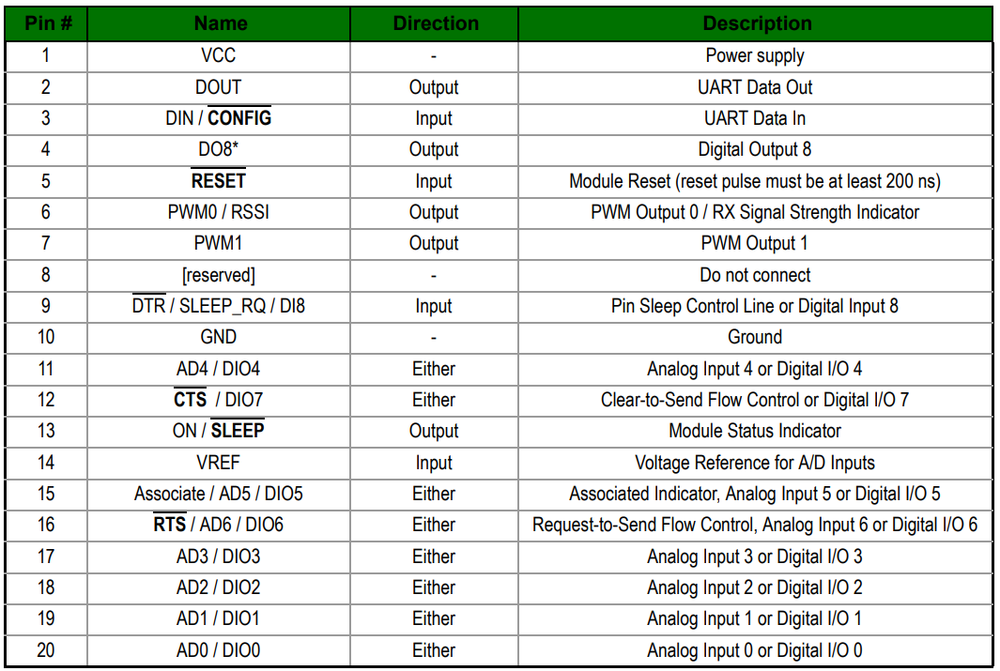 Pin # Name Direction Description
1 VCC - Power supply
2 DOUT Output UART Data Out
3 DIN / C̅O̅N̅F̅I̅G̅ Input UART Data In
4 DO8* Output Digital Output 8
5 R̅E̅S̅E̅T̅ Input Module Reset (reset pulse must be at least 200 ns)
6 PWM0 / RSSI Output PWM Output 0 / RX Signal Strength Indicator
7 PWM1 Output PWM Output 1
8 [reserved] - Do not connect
9 D̅T̅R̅ / SLEEP_RQ / DI8 Input Pin Sleep Control Line or Digital Input 8
10 GND - Ground
11 AD4 / DIO4 Either Analog Input 4 or Digital I/O 4
12 C̅T̅S̅ / DIO7 Either Clear-to-Send Flow Control or Digital I/O 7
13 ON / S̅L̅E̅E̅P̅ Output Module Status Indicator
14 VREF Input Voltage Reference for A/D Inputs
15 Associate / AD5 / DIO5 Either Associated Indicator, Analog Input 5 or Digital I/O 5
16 R̅T̅S̅ / AD6 / DIO6 Either Request-to-Send Flow Control, Analog Input 6 or Digital I/O 6
17 AD3 / DIO3 Either Analog Input 3 or Digital I/O 3
18 AD2 / DIO2 Either Analog Input 2 or Digital I/O 2
19 AD1 / DIO1 Either Analog Input 1 or Digital I/O 1
20 AD0 / DIO0 Either Analog Input 0 or Digital I/O 0